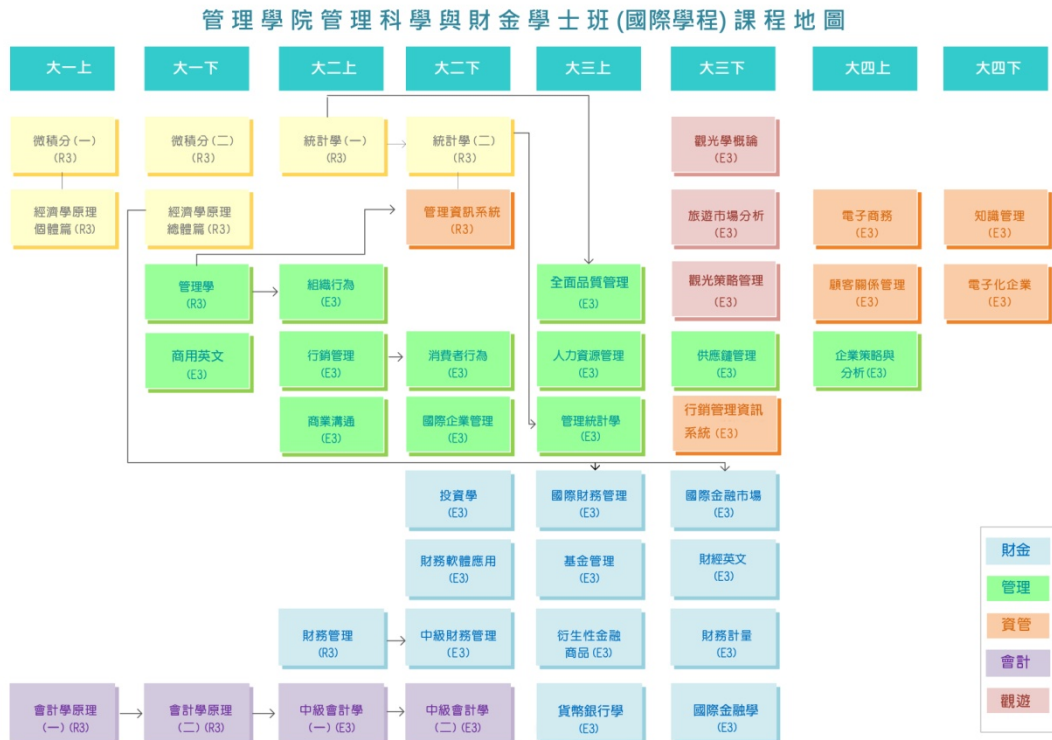 管理學院管理科學與財金學士班(國際學程)課程地圖
大一上
大一下
大二上
大二下
大三上
大三下
大四上
大四下
微積分(一)
(R3)
微積分(二)
(R3)
統計學(一)
(R3)
統計學(二)
(R3)
觀光學概論
(E3)
經濟學原理
個體篇(R3)
經濟學原理
總體篇(R3)
管理資訊系統
(R3)
旅遊市場分析
(E3)
電子商務
(E3)
知識管理
(E3)
管理學
(R3)
組織行為
(E3)
全面品質管理
(E3)
觀光策略管理
(E3)
顧客關係管理
(E3)
電子化企業
(E3)
商用英文
(E3)
行銷管理
(E3)
消費者行為
(E3)
人力資源管理
(E3)
供應鏈管理
(E3)
企業策略與
分析(E3)
商業溝通
(E3)
國際企業管理
(E3)
管理統計學
(E3)
行銷管理資訊
系統(E3)
投資學
(E3)
國際財務管理
(E3)
國際金融市場
(E3)
財務軟體應用
(E3)
基金管理
(E3)
財經英文
(E3)
財務管理
(R3)
中級財務管理
(E3)
衍生性金融
商品(E3)
財務計量
(E3)
會計學原理
(一)(R3)
會計學原理
(二)(R3)
中級會計學
(一)(E3)
中級會計學
(二)(E3)
貨幣銀行學
(E3)
國際金融學
(E3)
財金
管理
資管
會計
觀遊